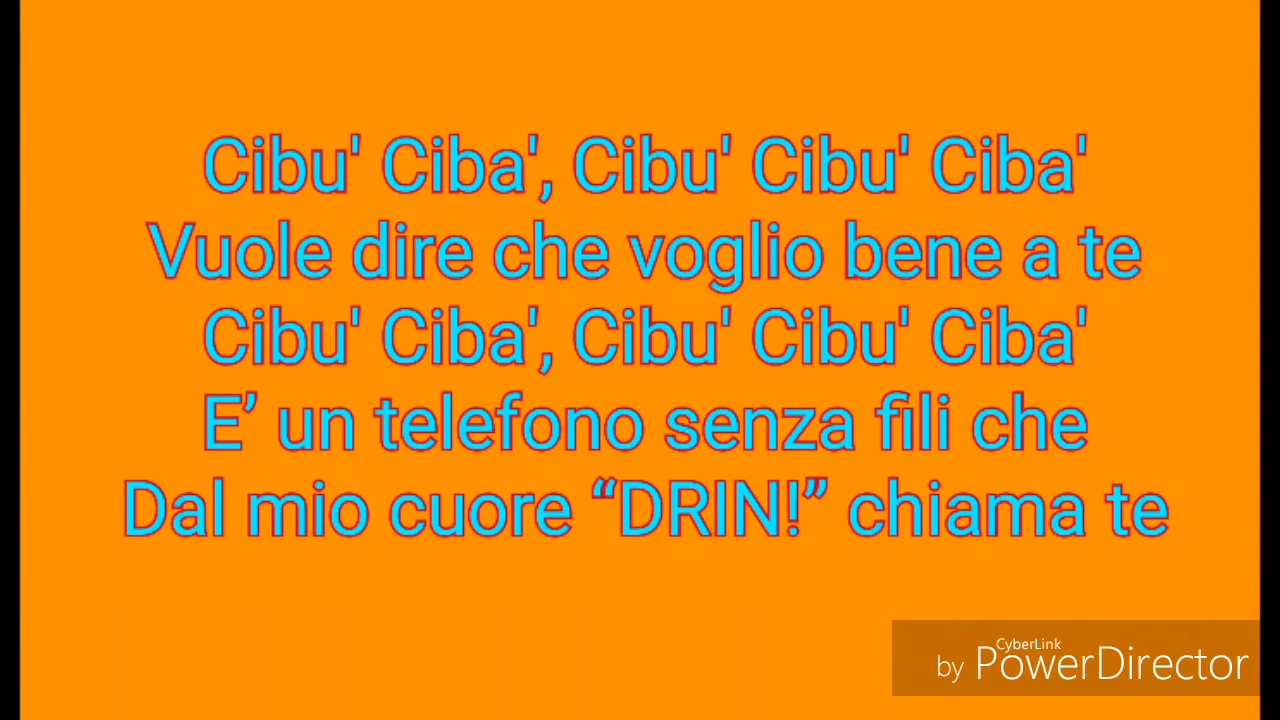 Cibu' Ciba', Cibu' Cibu' Ciba'
Vuole dire che voglio bene a te
Cibu' Ciba', Cibu' Cibu' Ciba'
E’ un telefono senza fili che
Dal mio cuore “DRIN!” chiama te
CyberLink
by PowerDirector